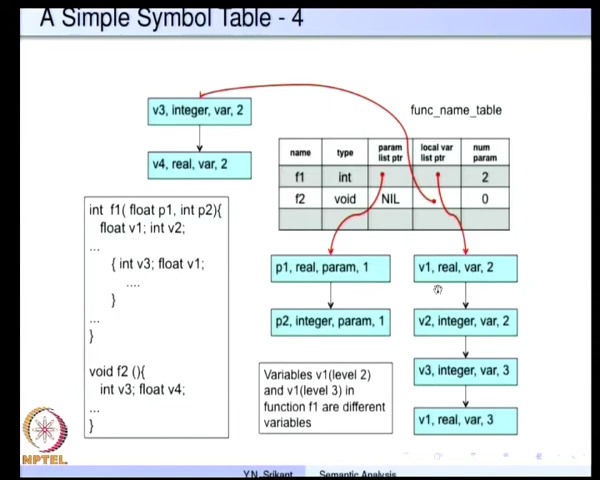 A Simple Symbol Table - 4
v3, integer, var, 2
v4, real, var, 2
func_name_table
name type param list ptr local var list ptr num param
f1 int 2
f2 void NIL 0
int f1( float p1, int p2){
float v1; int v2;
...
{ int v3; float v1;
....
}
...
}
void f2 (){
int v3; float v4;
...
}
p1, real, param, 1
p2, integer, param, 1
v1, real, var, 2
v2, integer, var, 2
v3, integer, var, 3
v1, real, var, 3
Variables v1(level 2)
and v1(level 3) in
function f1 are different
variables
NPTEL
Y.N. Srikant Semantic Analysis